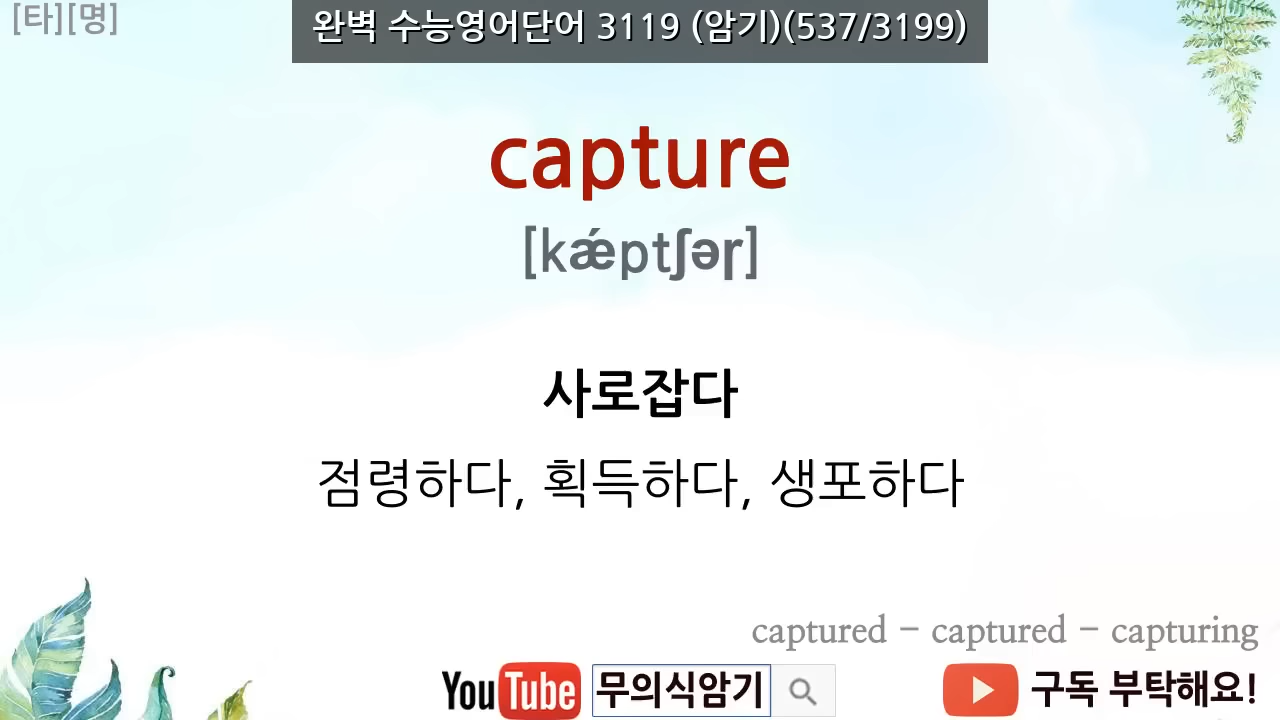 [타][명]
완벽 수능영어단어 3119 (암기)(537/3199)
capture
[kǽptʃəɼ]
사로잡다
점령하다, 획득하다, 생포하다
captured - captured - capturing
YouTube 무의식암기 구독 부탁해요!